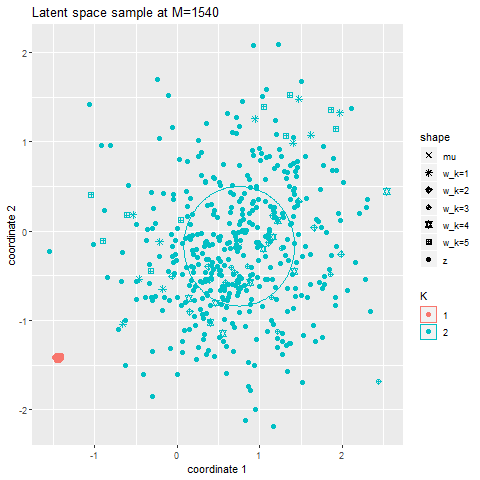 Latent space sample at M=1540
coordinate 2
2
1
0
-1
-2
-1
0
1
2
coordinate 1
shape
mu
w_k=1
w_k=2
w_k=3
w_k=4
w_k=5
z
K
1
2